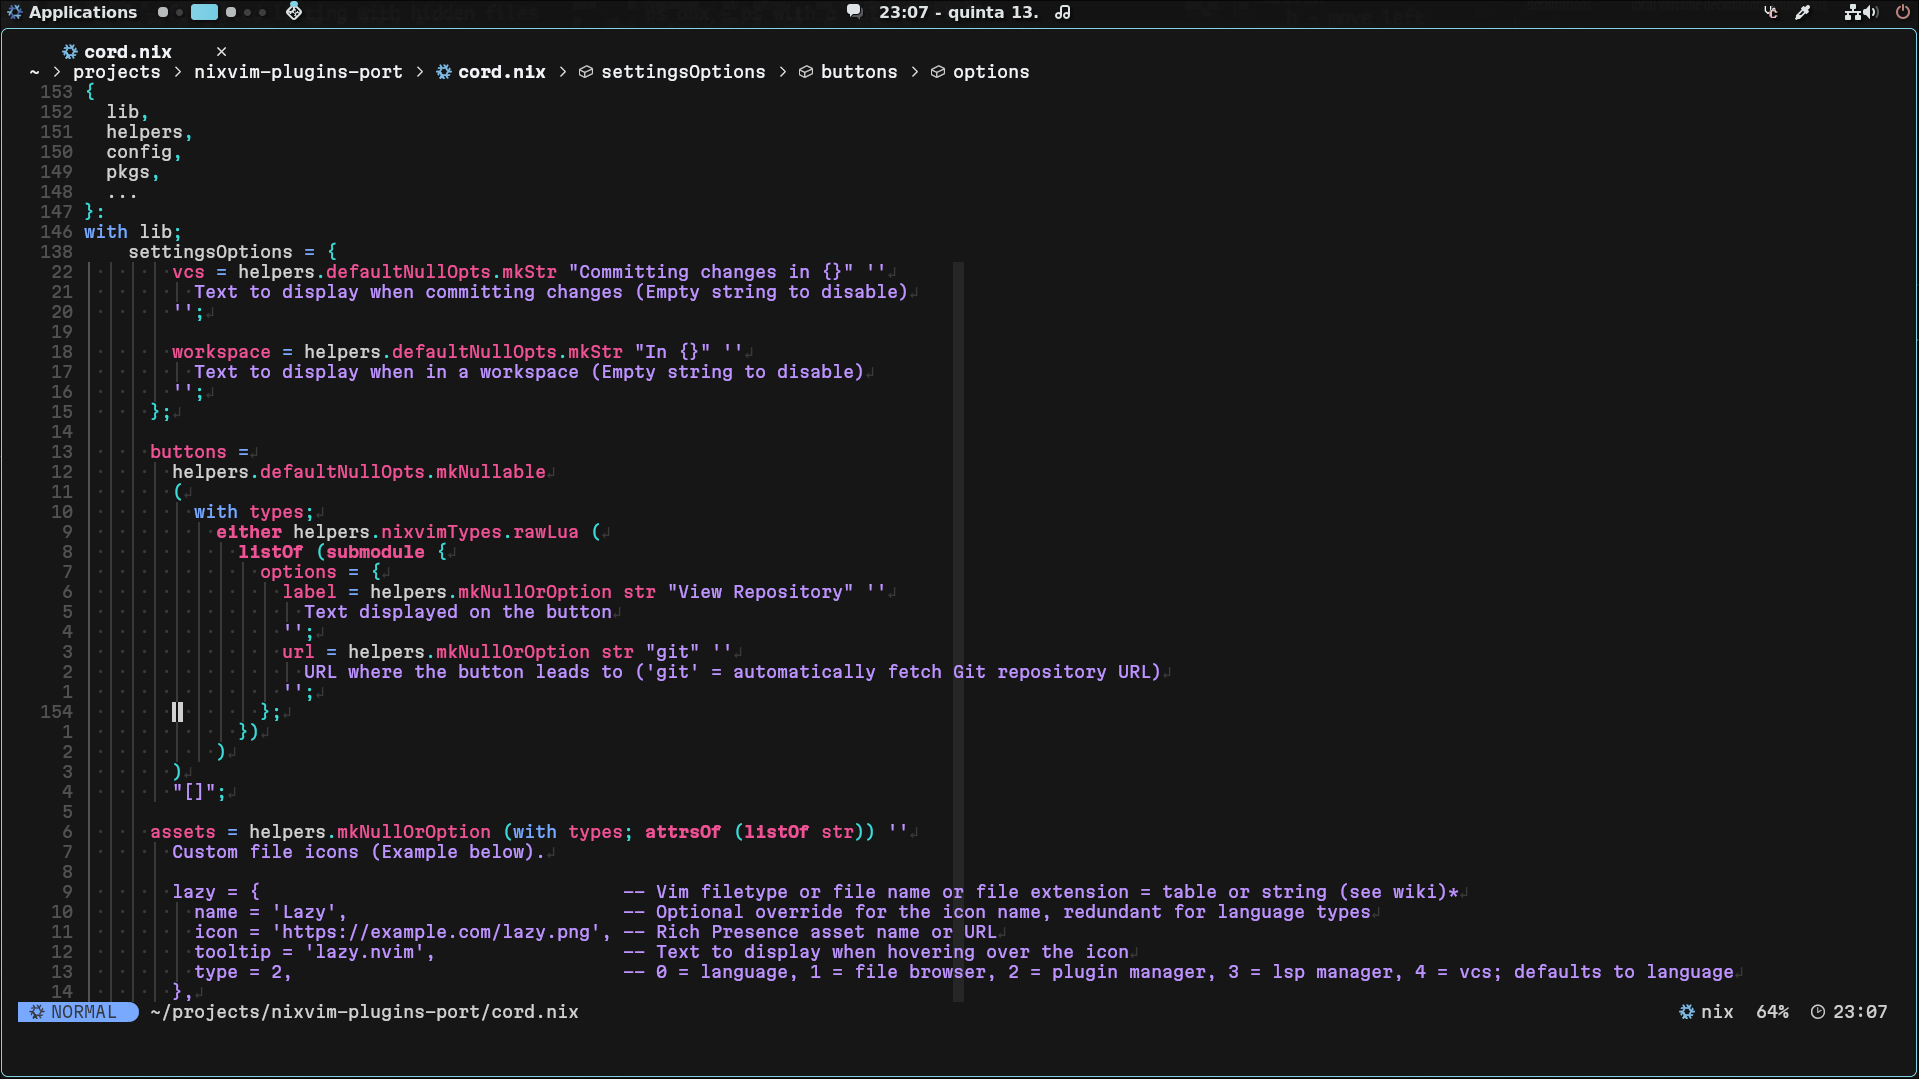 Applications
23:07 - quinta 13.
cord.nix ×
~ > projects > nixvim-plugins-port > cord.nix > settingsOptions > buttons > options
153 {
152 lib,
151 helpers,
150 config,
149 pkgs,
148 ...
147 }:
146 with lib;
138 settingsOptions = {
22 vcs = helpers.defaultNullOpts.mkStr "Committing changes in {}" ''
21 Text to display when committing changes (Empty string to disable)
20 '';
19
18 workspace = helpers.defaultNullOpts.mkStr "In {}" ''
17 Text to display when in a workspace (Empty string to disable)
16 '';
15 };
14
13 buttons =
12 helpers.defaultNullOpts.mkNullable
11 (
10 with types;
9 either helpers.nixvimTypes.rawLua (
8 listOf (submodule {
7 options = {
6 label = helpers.mkNullOrOption str "View Repository" ''
5 Text displayed on the button
4 '';
3 url = helpers.mkNullOrOption str "git" ''
2 URL where the button leads to ('git' = automatically fetch Git repository URL)
1 '';
154 };
1 })
2 )
3 )
4 "[]";
5
6 assets = helpers.mkNullOrOption (with types; attrsOf (listOf str)) ''
7 Custom file icons (Example below).
8
9 lazy = { -- Vim filetype or file name or file extension = table or string (see wiki)*
10 name = 'Lazy', -- Optional override for the icon name, redundant for language types
11 icon = 'https://example.com/lazy.png', -- Rich Presence asset name or URL
12 tooltip = 'lazy.nvim', -- Text to display when hovering over the icon
13 type = 2, -- 0 = language, 1 = file browser, 2 = plugin manager, 3 = lsp manager, 4 = vcs; defaults to language
14 },
NORMAL ~/projects/nixvim-plugins-port/cord.nix nix 64% 23:07